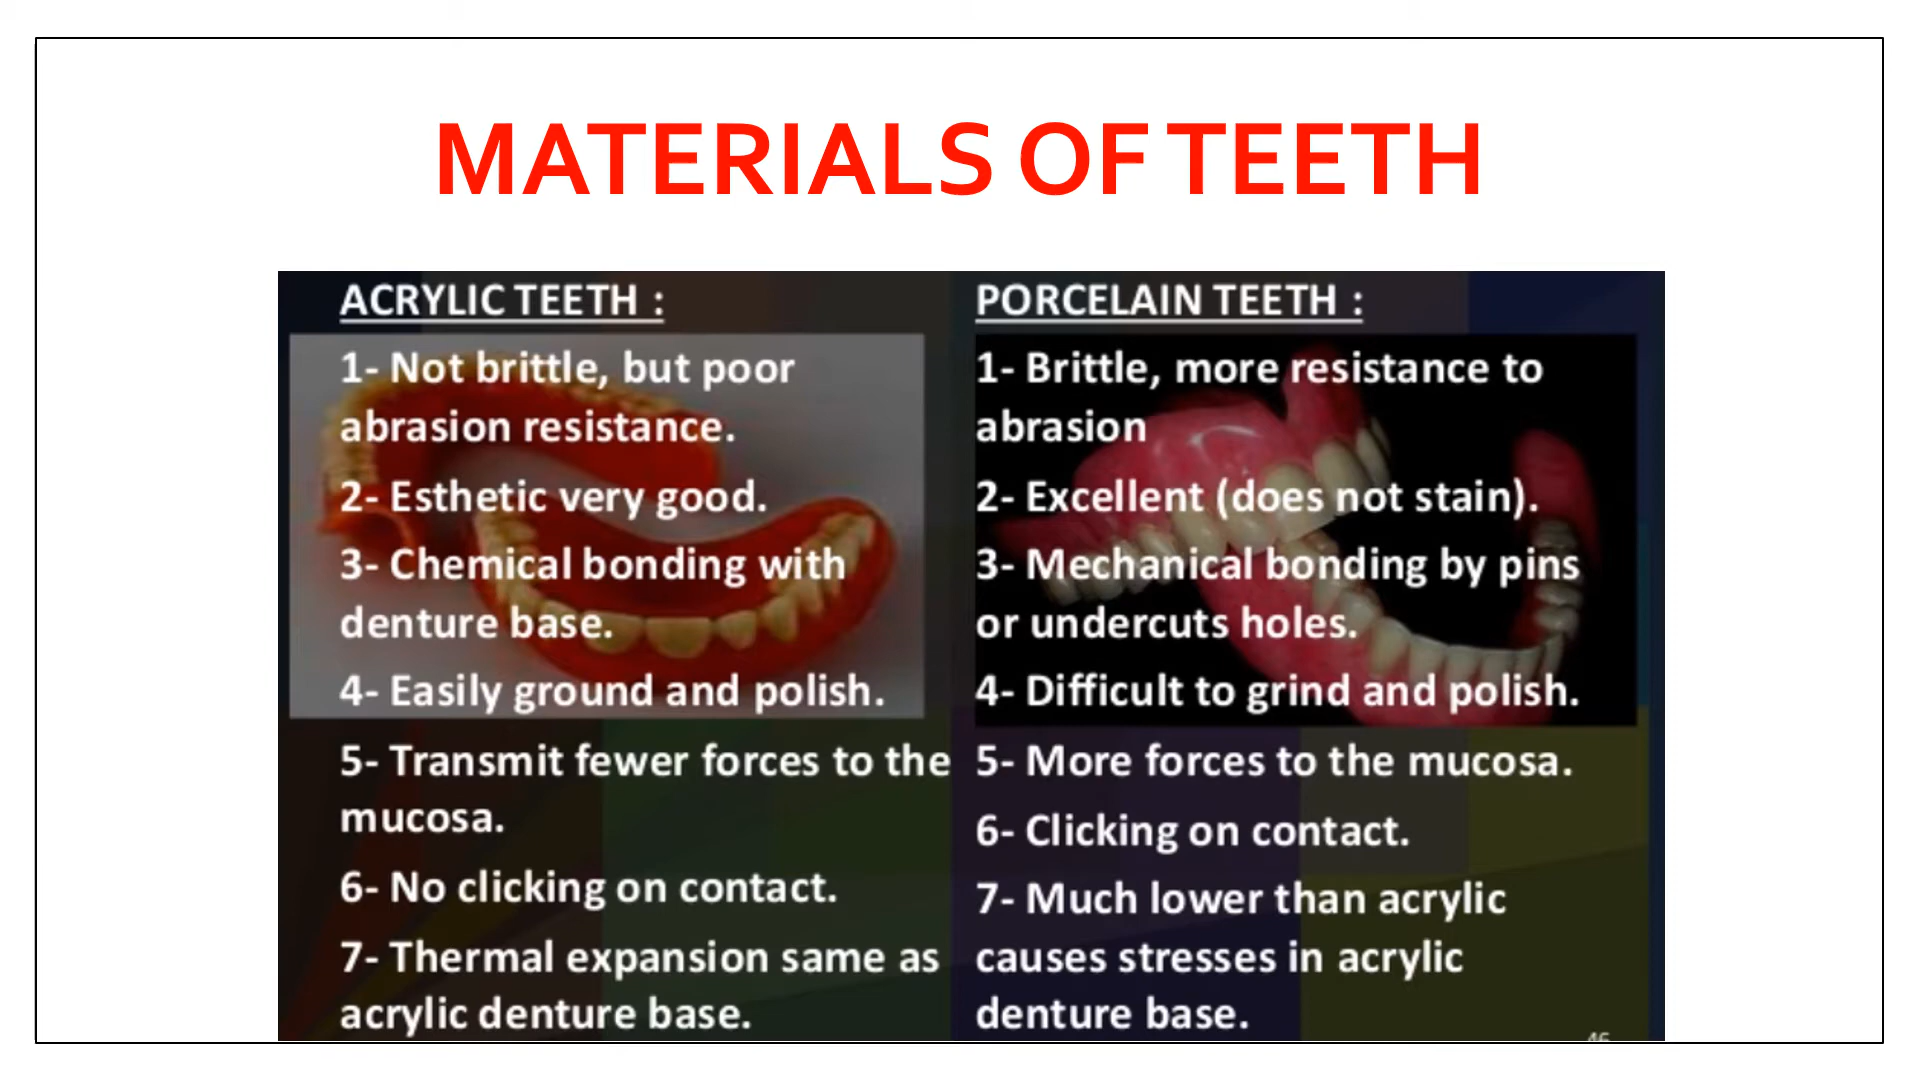 MATERIALS OF TEETH
ACRYLIC TEETH :
1- Not brittle, but poor
abrasion resistance.
2- Esthetic very good.
3- Chemical bonding with
denture base.
4- Easily ground and polish.
5- Transmit fewer forces to the
mucosa.
6- No clicking on contact.
7- Thermal expansion same as
acrylic denture base.
PORCELAIN TEETH :
1- Brittle, more resistance to
abrasion
2- Excellent (does not stain).
3- Mechanical bonding by pins
or undercuts holes.
4- Difficult to grind and polish.
5- More forces to the mucosa.
6- Clicking on contact.
7- Much lower than acrylic
causes stresses in acrylic
denture base.